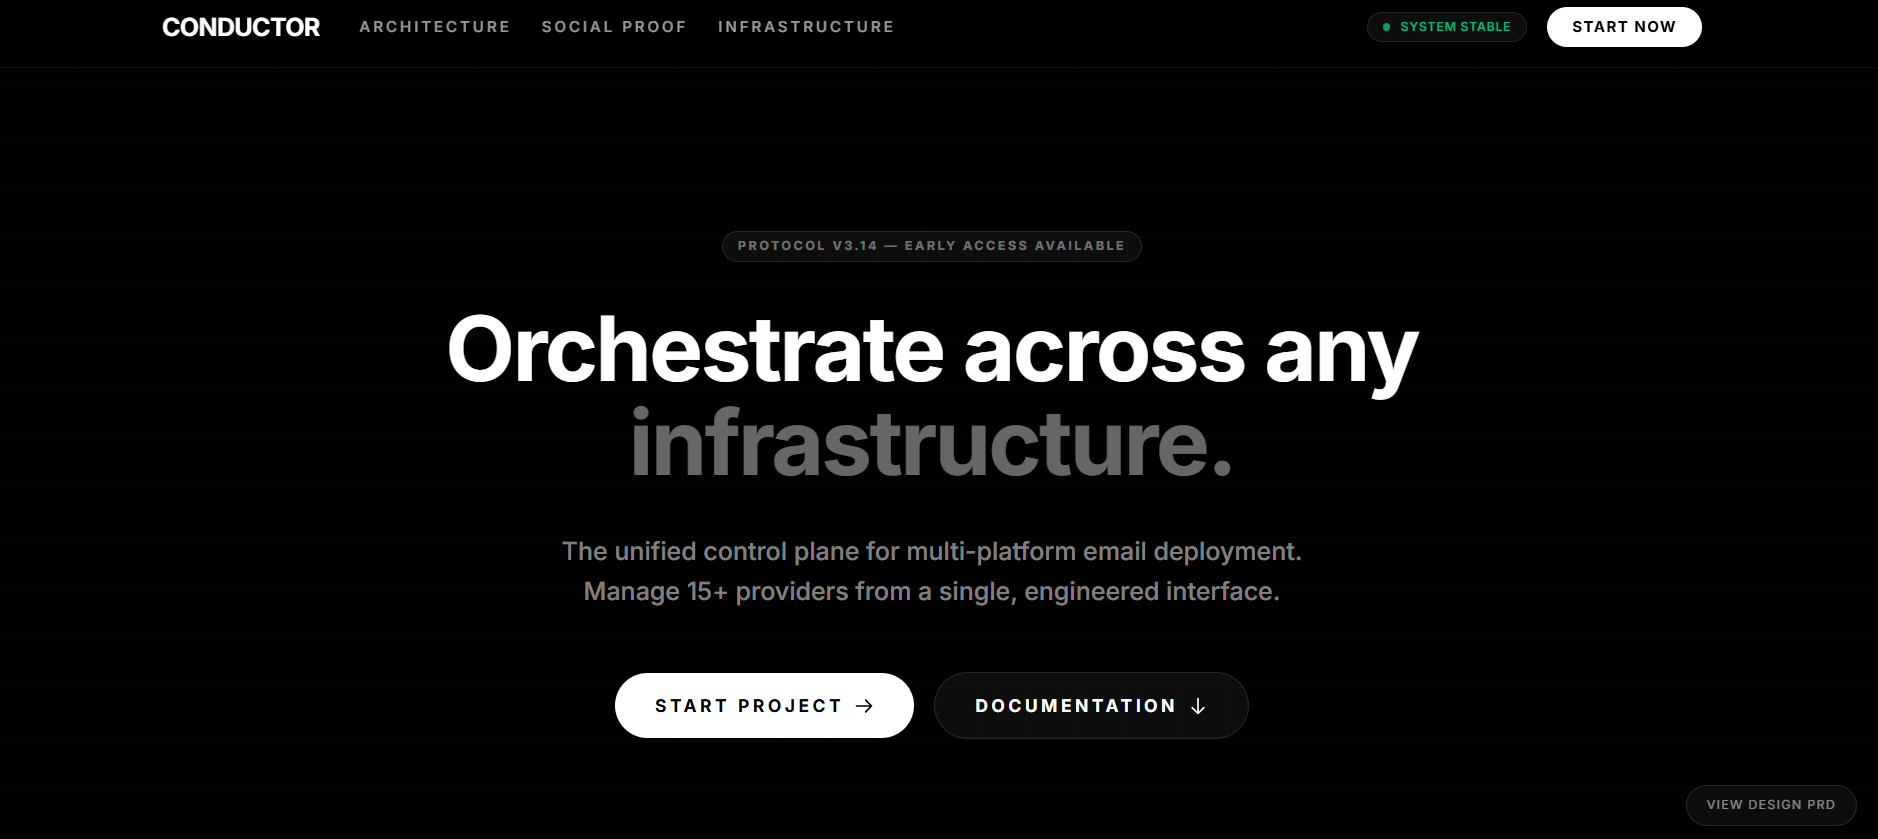 CONDUCTOR
ARCHITECTURE
SOCIAL PROOF
INFRASTRUCTURE
SYSTEM STABLE
START NOW
PROTOCOL V3.14 — EARLY ACCESS AVAILABLE
Orchestrate across any
infrastructure.
The unified control plane for multi-platform email deployment.
Manage 15+ providers from a single, engineered interface.
START PROJECT →
DOCUMENTATION ↓
VIEW DESIGN PRD